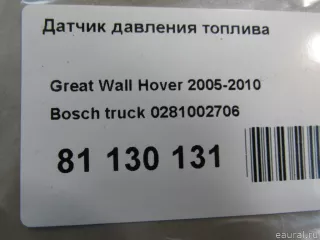 Датчик давления топлива
Great Wall Hover 2005-2010
Bosch truck 0281002706
81 130 131
© eaural.ru